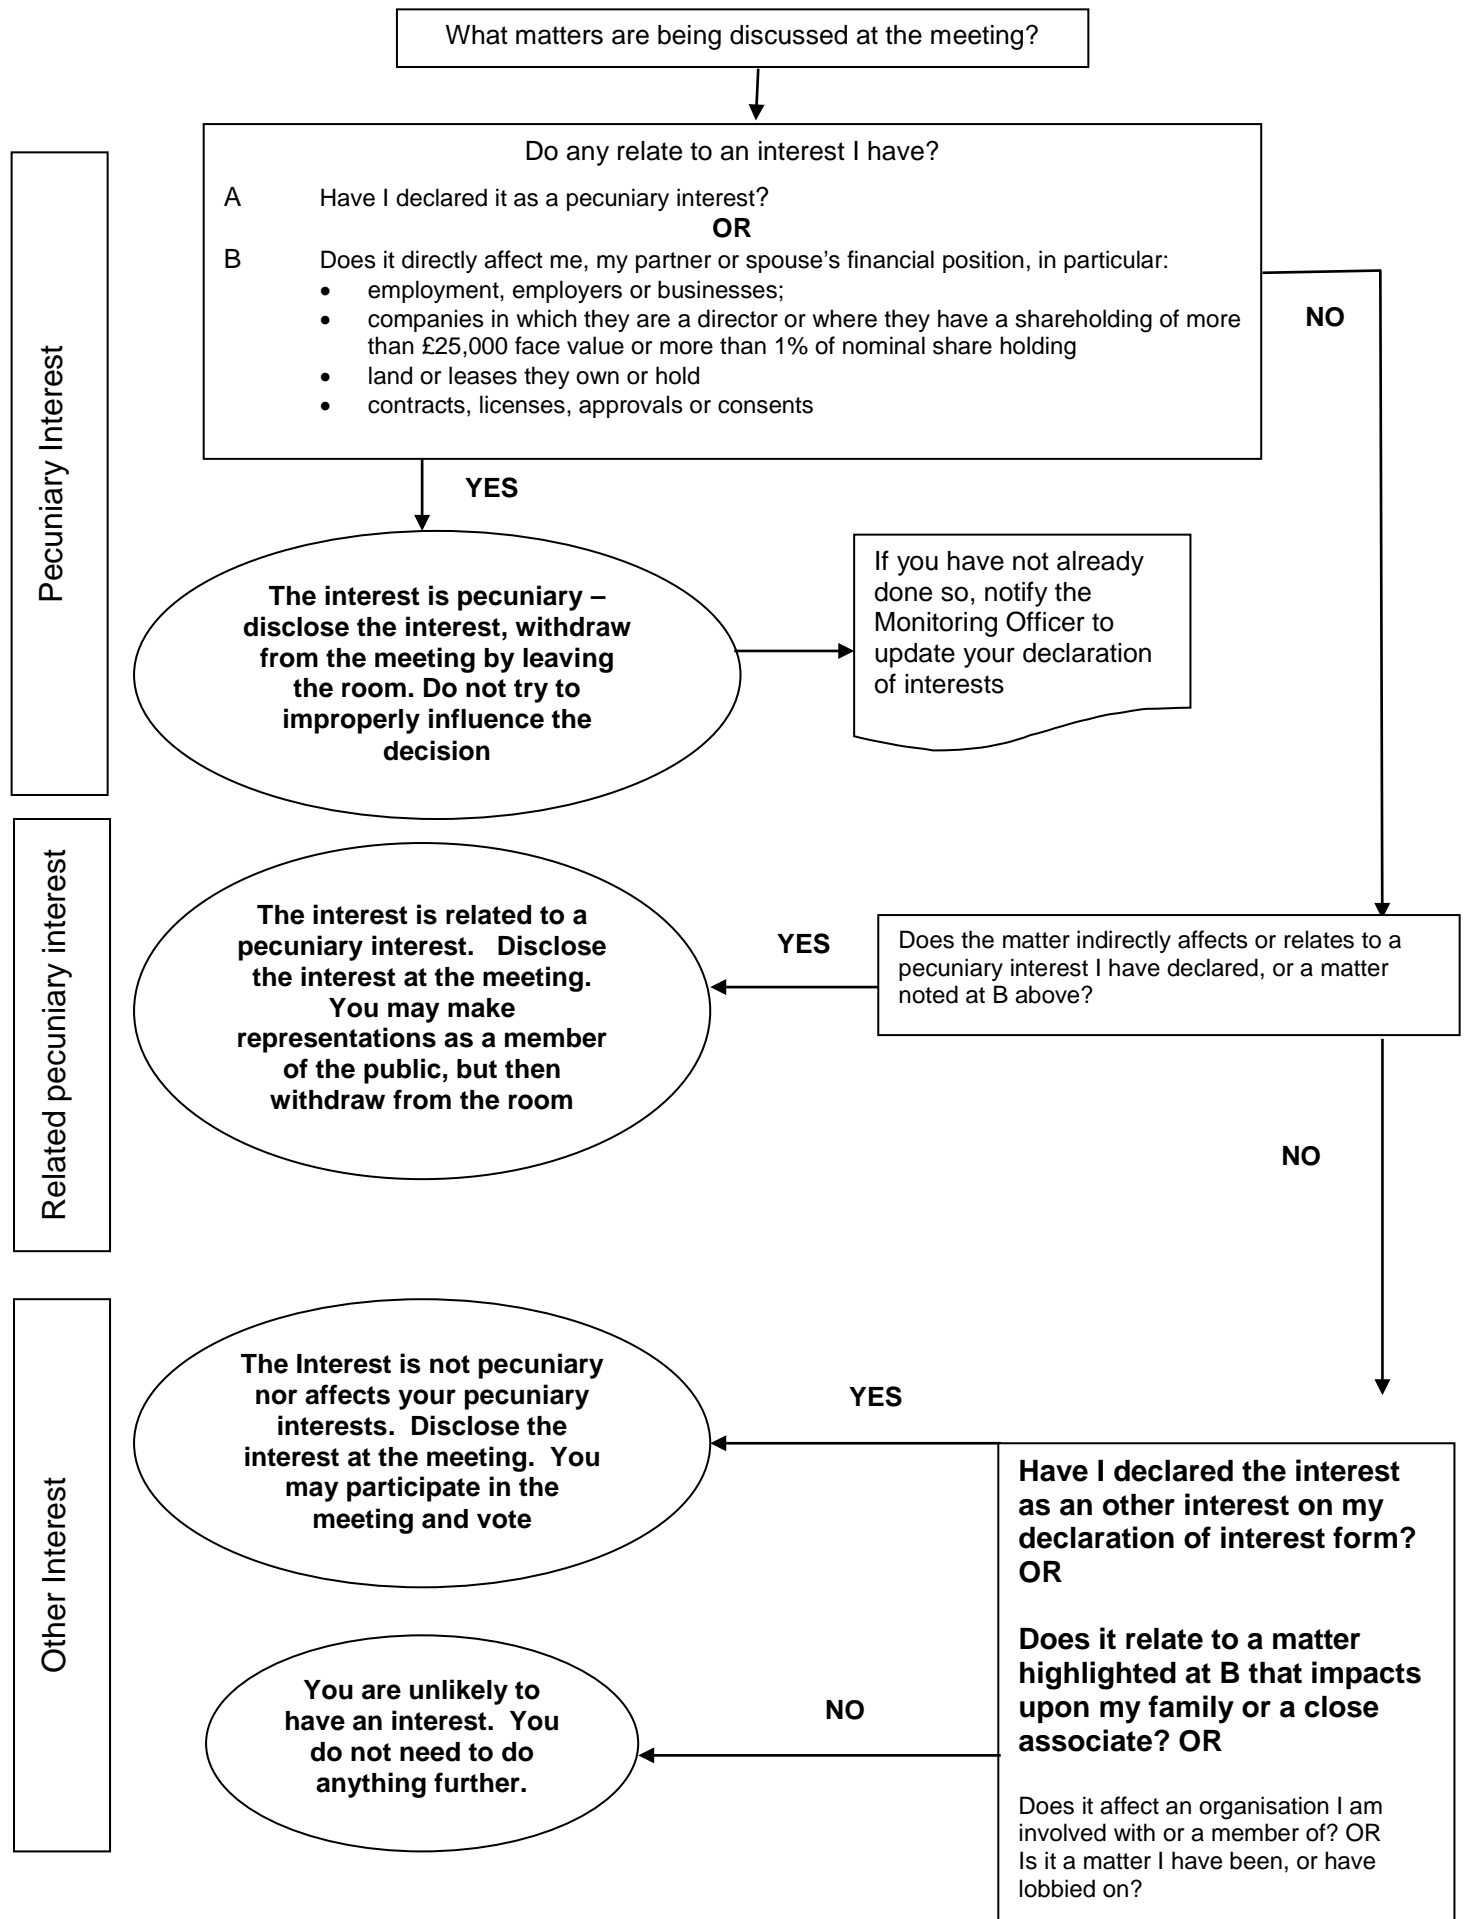 What matters are being discussed at the meeting?
Do any relate to an interest I have?
A Have I declared it as a pecuniary interest?
OR
B Does it directly affect me, my partner or spouse's financial position, in particular:
• employment, employers or businesses;
• companies in which they are a director or where they have a shareholding of more
than £25,000 face value or more than 1% of nominal share holding
• land or leases they own or hold
• contracts, licenses, approvals or consents
NO
Pecuniary Interest
YES
The interest is pecuniary –
disclose the interest, withdraw
from the meeting by leaving
the room. Do not try to
improperly influence the
decision
If you have not already
done so, notify the
Monitoring Officer to
update your declaration
of interests
Related pecuniary interest
The interest is related to a
pecuniary interest. Disclose
the interest at the meeting.
You may make
representations as a member
of the public, but then
withdraw from the room
YES
Does the matter indirectly affects or relates to a
pecuniary interest I have declared, or a matter
noted at B above?
NO
Other Interest
The Interest is not pecuniary
nor affects your pecuniary
interests. Disclose the
interest at the meeting. You
may participate in the
meeting and vote
YES
Have I declared the interest
as an other interest on my
declaration of interest form?
OR
Does it relate to a matter
highlighted at B that impacts
upon my family or a close
associate? OR
Does it affect an organisation I am
involved with or a member of? OR
Is it a matter I have been, or have
lobbied on?
NO
You are unlikely to
have an interest. You
do not need to do
anything further.